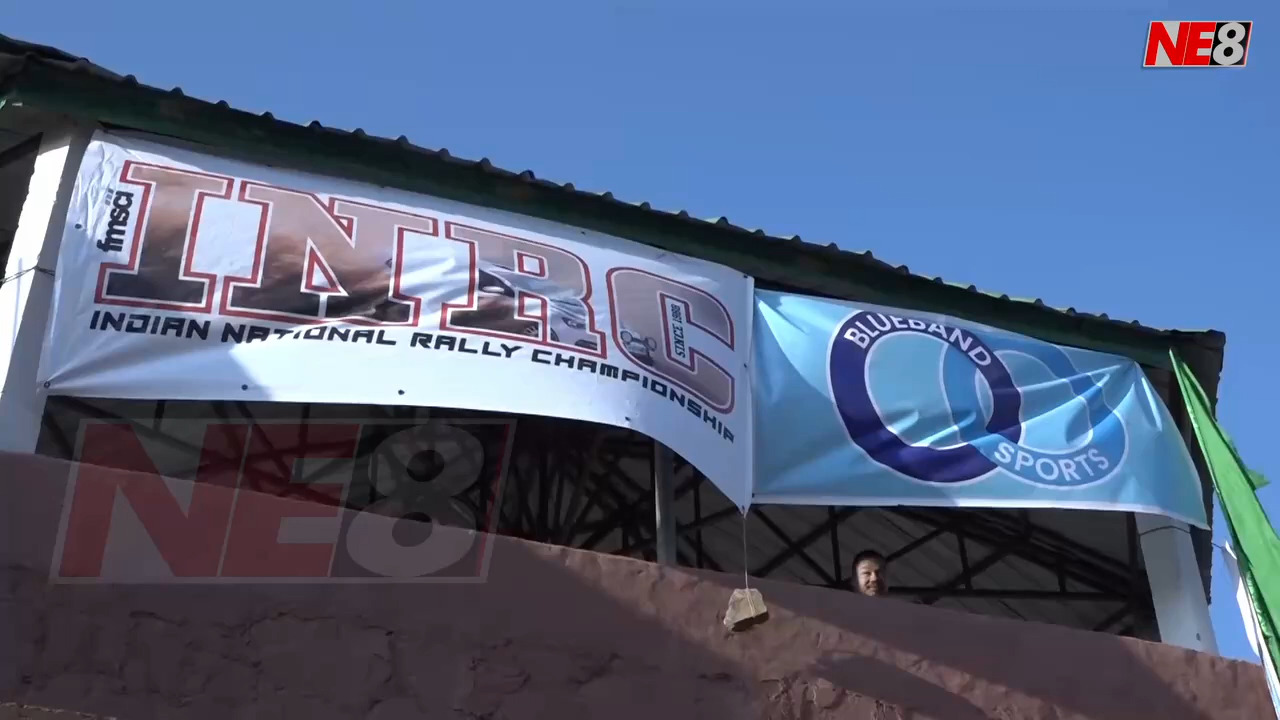 NE8
fmsci
INRC
SINCE 1988
INDIAN NATIONAL RALLY CHAMPIONSHIP
BLUEBAND
SPORTS
NE8